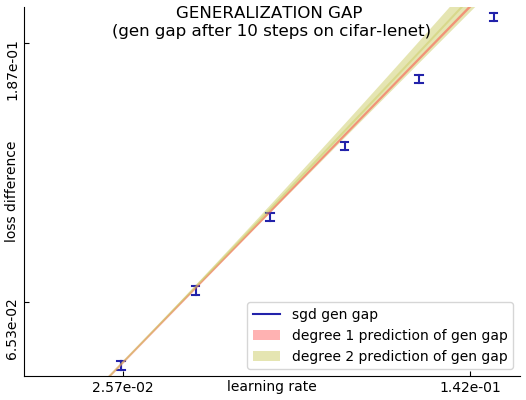 GENERALIZATION GAP
(gen gap after 10 steps on cifar-lenet)
1.87e-01
loss difference
6.53e-02
sgd gen gap
degree 1 prediction of gen gap
degree 2 prediction of gen gap
2.57e-02
learning rate
1.42e-01